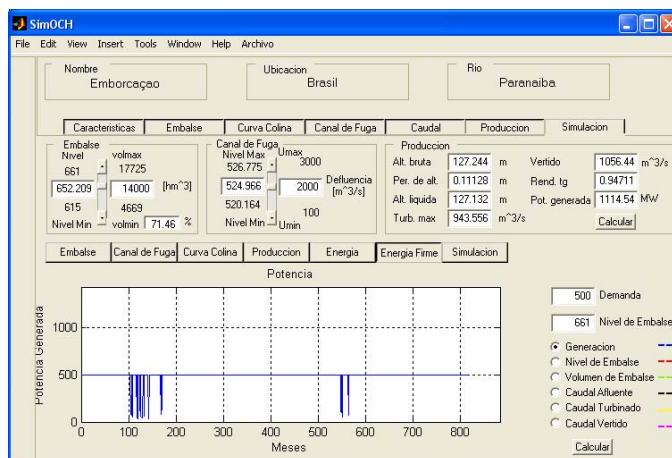 SimOCH
File Edit View Insert Tools Window Help Archivo
Nombre
Emborcaçao
Ubicacion
Brasil
Rio
Paranaiba
Caracteristicas Embalse Curva Colina Canal de Fuga Caudal Produccion Simulacion
Embalse
Nivel volmax
661 17725
652.209 14000 [hm^3]
615 4669
Nivel Min volmin 71.46 %
Canal de Fuga
Nivel Max Umax
526.775 3000
524.966 2000 Defluencia
[m^3/s]
520.164 100
Nivel Min Umin
Produccion
Alt. bruta 127.244 m Vertido 1056.44 m^3/s
Per. de alt. 0.11128 m Rend. tg 0.94711
Alt. liquida 127.132 m Pot. generada 1114.54 MW
Turb. max 943.556 m^3/s Calcular
Embalse Canal de Fuga Curva Colina Produccion Energia Energia Firme Simulacion
Potencia
Potencia Generada
1000
500
0
0 100 200 300 400 500 600 700 800
Meses
500 Demanda
661 Nivel de Embalse
Generacion
Nivel de Embalse
Volumen de Embalse
Caudal Afluente
Caudal Turbinado
Caudal Vertido
Calcular